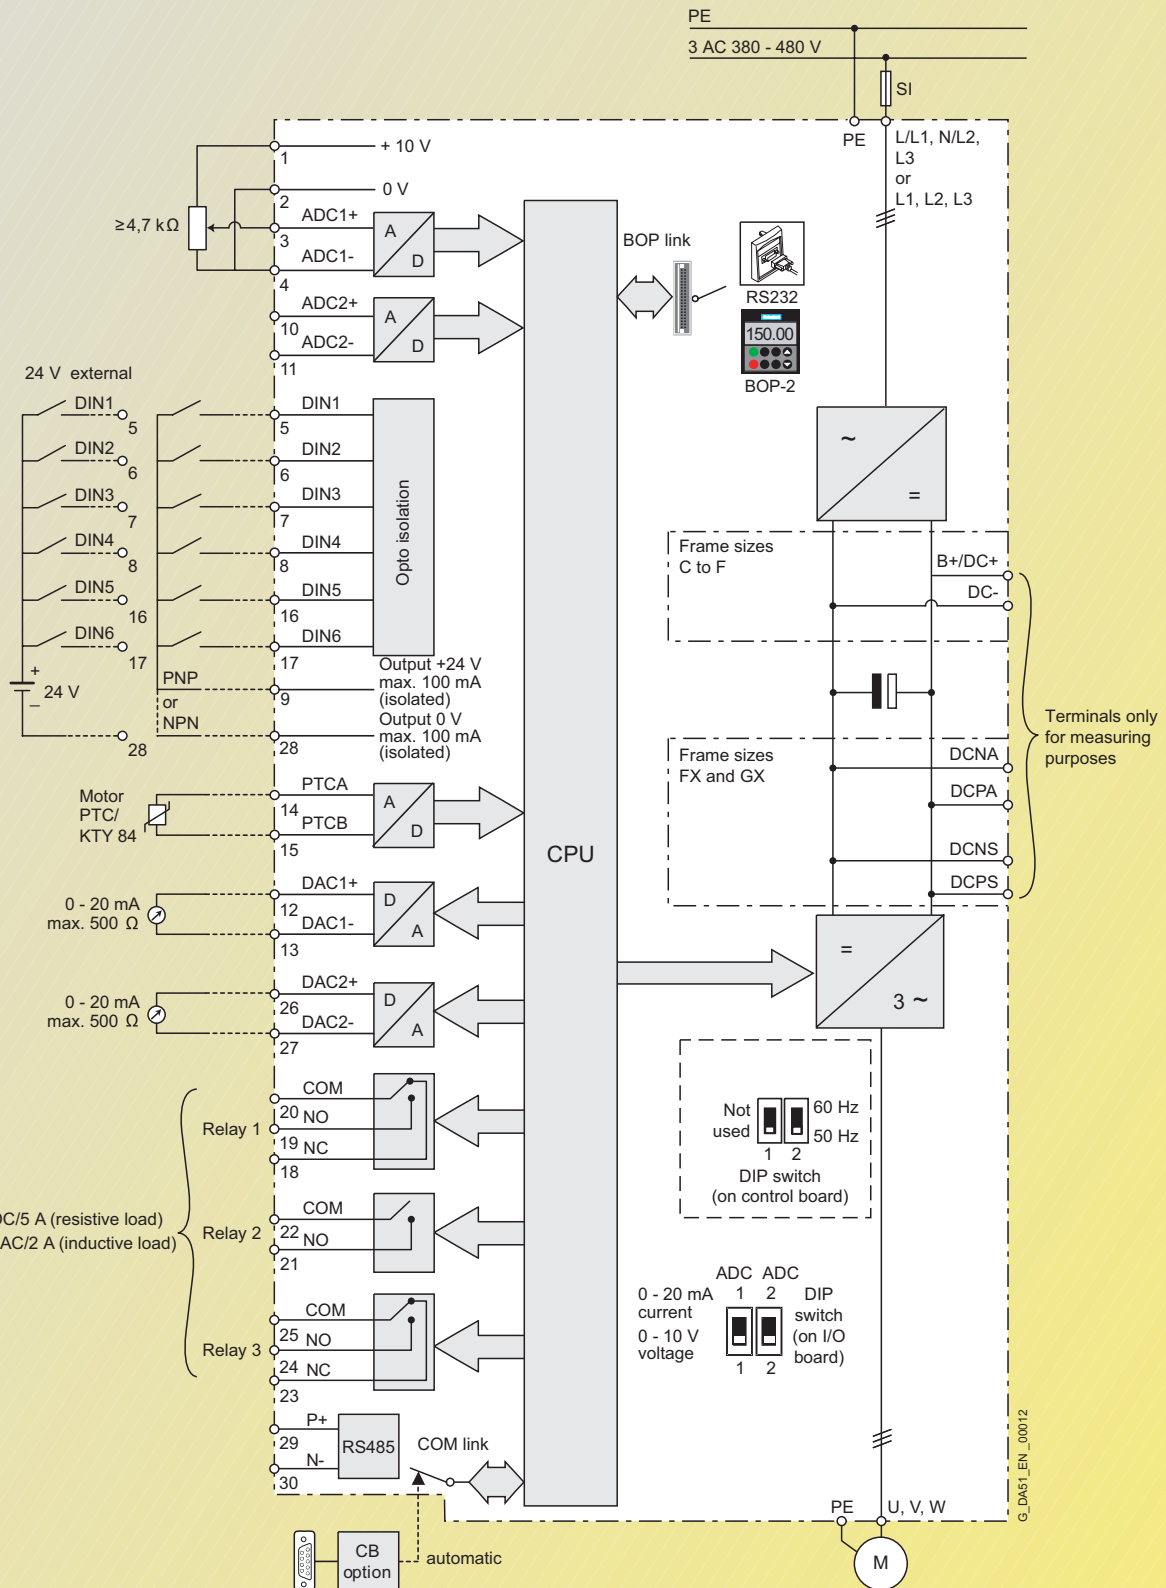 PE
3 AC 380 - 480 V
SI
PE
L/L1, N/L2,
L3
or
L1, L2, L3
1
+ 10 V
2
0 V
≥4,7 kΩ
ADC1+
3
ADC1-
4
A
D
ADC2+
10
ADC2-
11
A
D
BOP link
RS232
150.00
BOP-2
24 V external
DIN1
5
DIN2
6
DIN3
7
DIN4
8
DIN5
16
DIN6
17
+
24 V
–
28
DIN1
5
DIN2
6
DIN3
7
DIN4
8
DIN5
16
DIN6
17
Opto isolation
PNP
or
NPN
9
Output +24 V
max. 100 mA
(isolated)
28
Output 0 V
max. 100 mA
(isolated)
~
=
Frame sizes
C to F
B+/DC+
DC-
Frame sizes
FX and GX
DCNA
DCPA
DCNS
DCPS
Terminals only
for measuring
purposes
Motor
PTC/
KTY 84
PTCA
14
PTCB
15
A
D
CPU
0 - 20 mA
max. 500 Ω
DAC1+
12
DAC1-
13
D
A
0 - 20 mA
max. 500 Ω
DAC2+
26
DAC2-
27
D
A
=
3 ~
Relay 1
COM
20
NO
19
NC
18
DC/5 A (resistive load)
AC/2 A (inductive load)
Relay 2
COM
22
NO
21
Relay 3
COM
25
NO
24
NC
23
Not
used
60 Hz
50 Hz
1 2
DIP switch
(on control board)
ADC ADC
1 2
0 - 20 mA
current
0 - 10 V
voltage
1 2
DIP
switch
(on I/O
board)
P+
29
N-
30
RS485
COM link
CB
option
automatic
PE
U, V, W
M
G_DA51_EN_00012